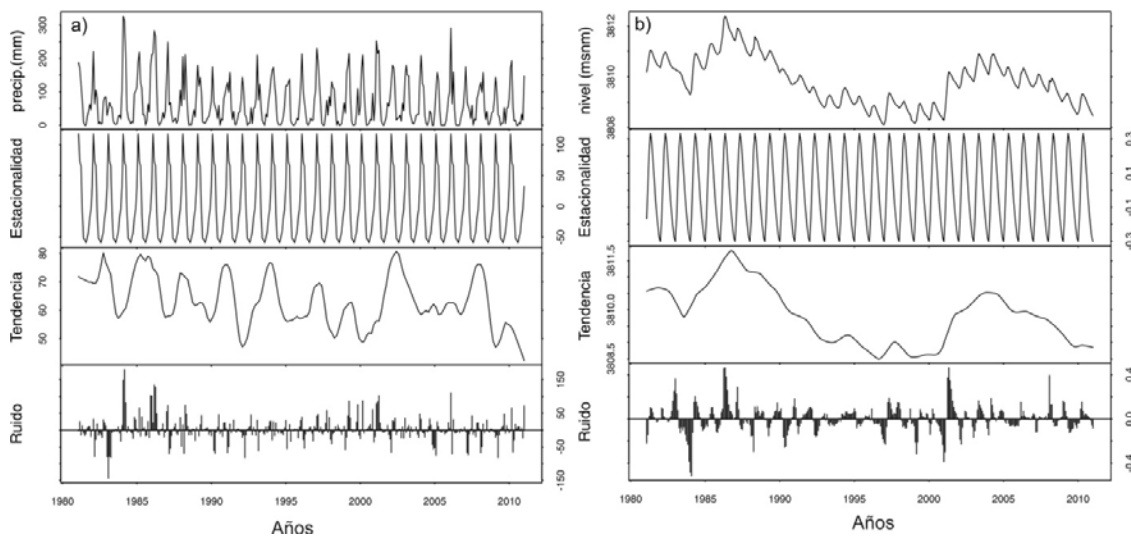 a)
precip.(mm)
0 100 200 300
Estacionalidad
-50 0 50 100
Tendencia
50 60 70 80
Ruido
-150 -50 50 150
1980 1985 1990 1995 2000 2005 2010
Años
b)
nivel (msnm)
3808 3810 3812
Estacionalidad
-0.3 -0.1 0.1 0.3
Tendencia
3808.5 3810.0 3811.5
Ruido
-0.4 0.0 0.4
1980 1985 1990 1995 2000 2005 2010
Años